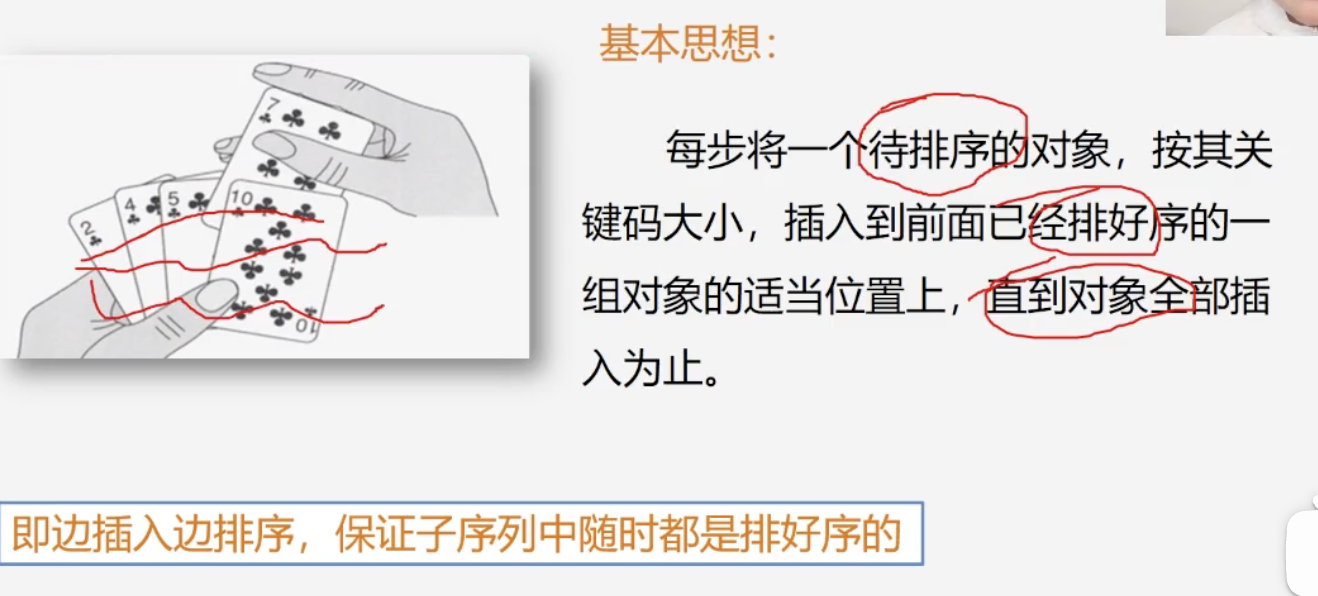 基本思想：
每步将一个待排序的对象，按其关
键码大小，插入到前面已经排好序的一
组对象的适当位置上，直到对象全部插
入为止。
2
4
5
7
10
10
即边插入边排序，保证子序列中随时都是排好序的